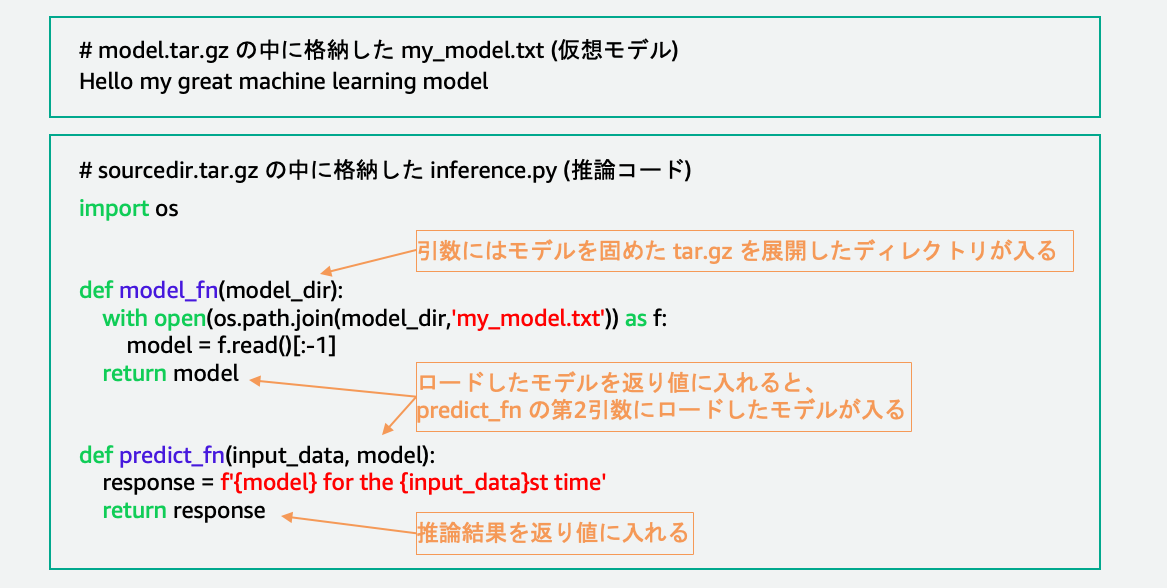 # model.tar.gz の中に格納した my_model.txt (仮想モデル)
Hello my great machine learning model
# sourcedir.tar.gz の中に格納した inference.py (推論コード)
import os
引数にはモデルを固めた tar.gz を展開したディレクトリが入る
def model_fn(model_dir):
with open(os.path.join(model_dir,'my_model.txt')) as f:
model = f.read()[:-1]
return model
ロードしたモデルを返り値に入れると、
predict_fn の第2引数にロードしたモデルが入る
def predict_fn(input_data, model):
response = f'{model} for the {input_data}st time'
return response
推論結果を返り値に入れる